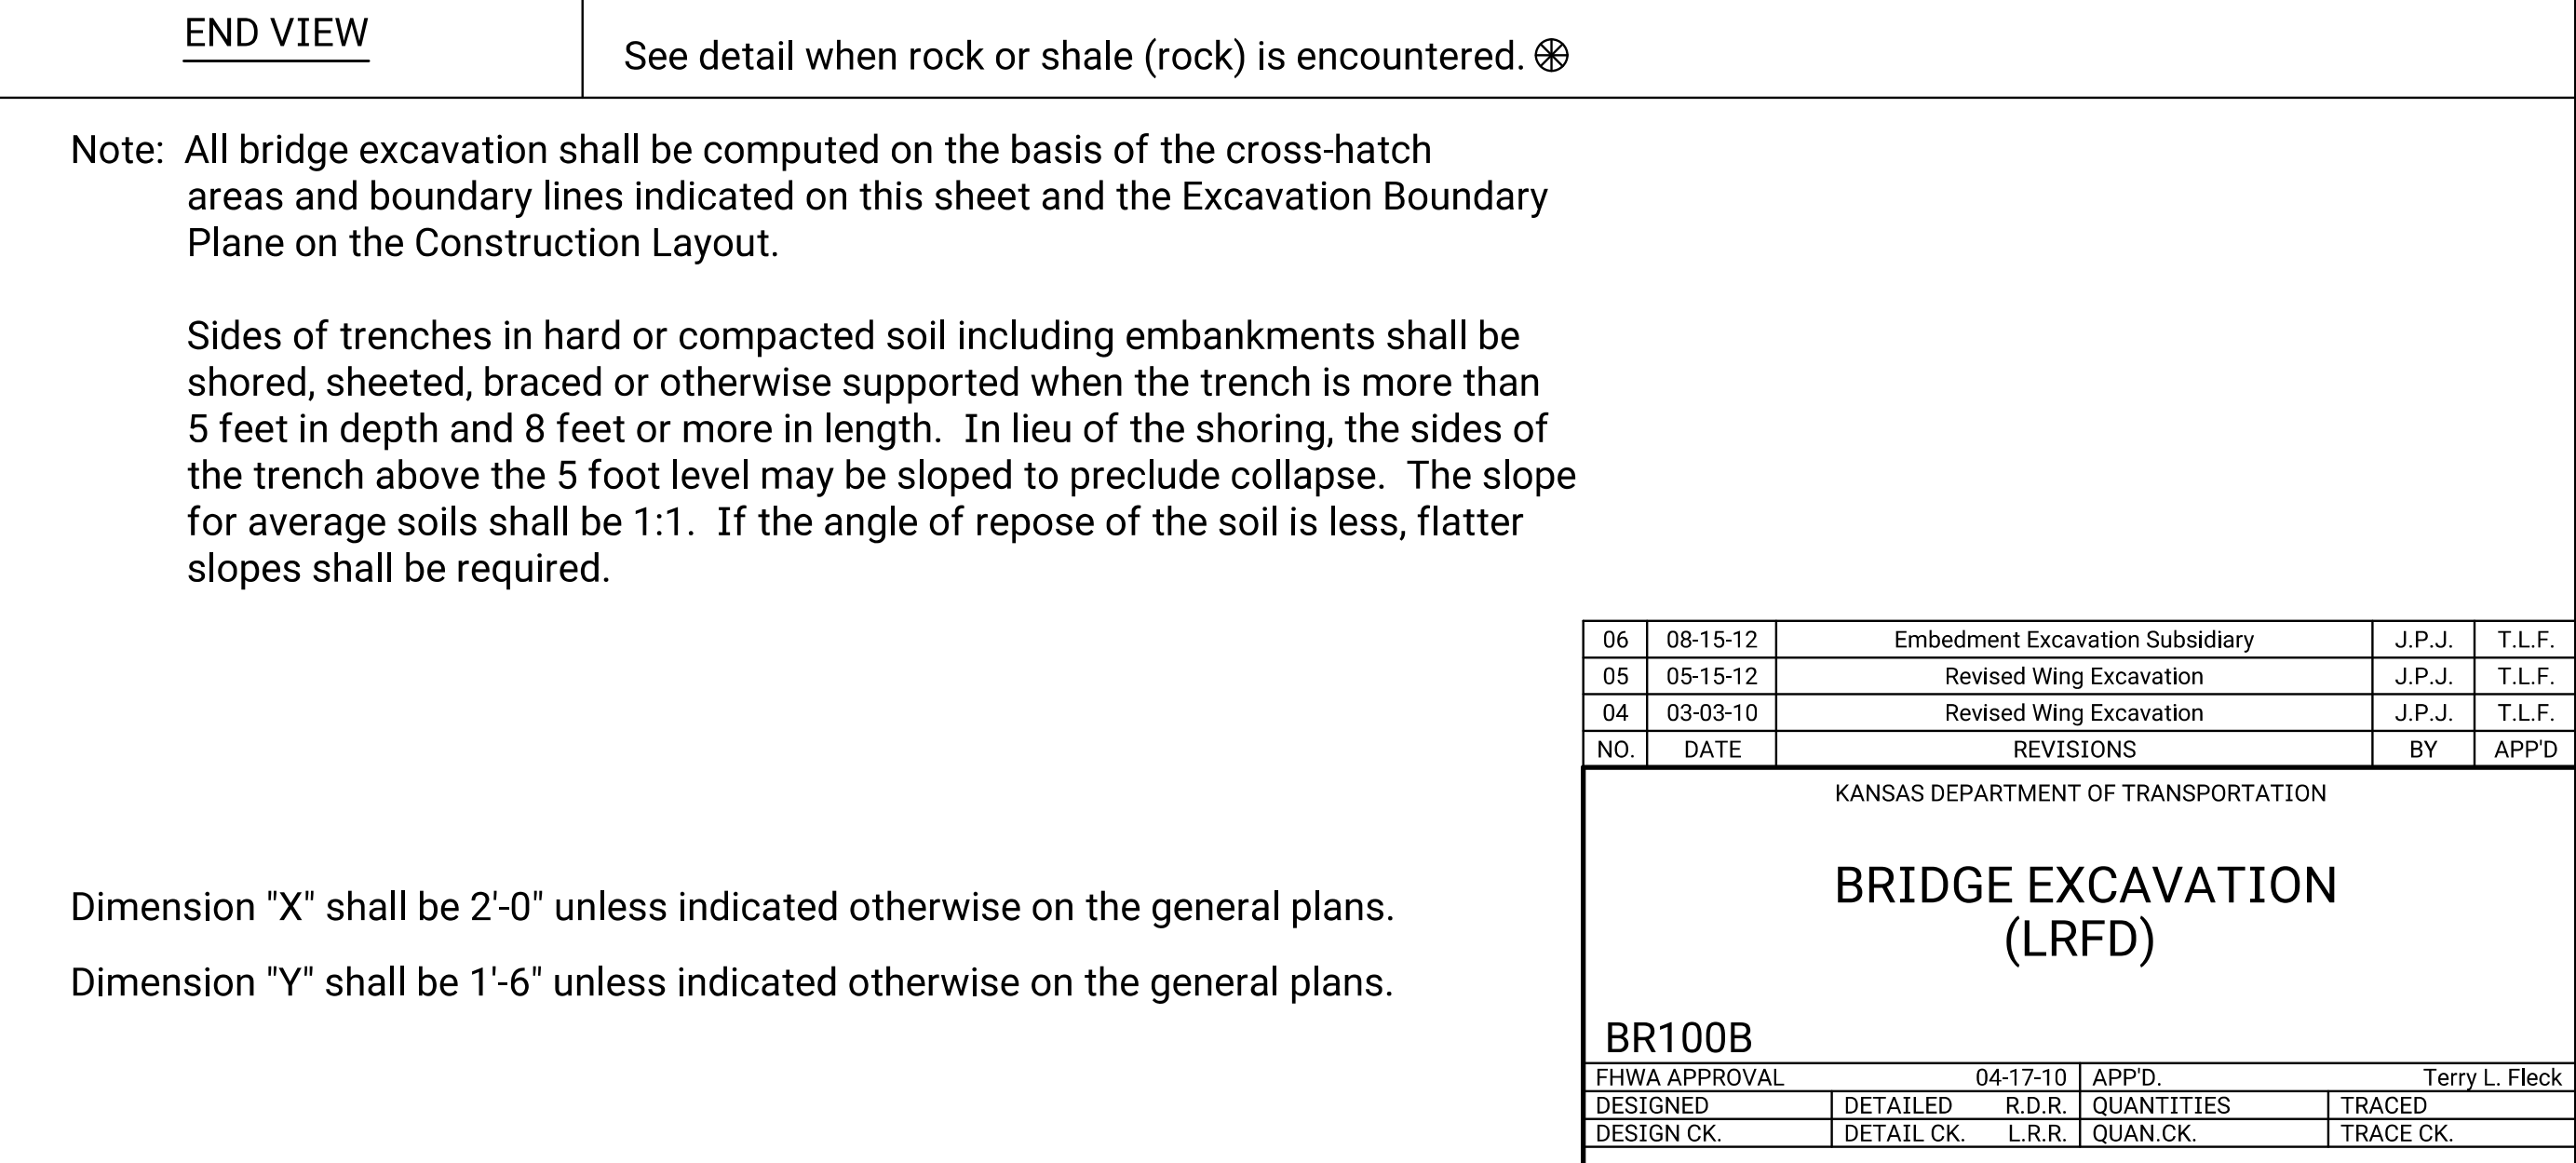 END VIEW
See detail when rock or shale (rock) is encountered.
Note: All bridge excavation shall be computed on the basis of the cross-hatch
areas and boundary lines indicated on this sheet and the Excavation Boundary
Plane on the Construction Layout.
Sides of trenches in hard or compacted soil including embankments shall be
shored, sheeted, braced or otherwise supported when the trench is more than
5 feet in depth and 8 feet or more in length. In lieu of the shoring, the sides of
the trench above the 5 foot level may be sloped to preclude collapse. The slope
for average soils shall be 1:1. If the angle of repose of the soil is less, flatter
slopes shall be required.
06 08-15-12 Embedment Excavation Subsidiary J.P.J. T.L.F.
05 05-15-12 Revised Wing Excavation J.P.J. T.L.F.
04 03-03-10 Revised Wing Excavation J.P.J. T.L.F.
NO. DATE REVISIONS BY APP'D
KANSAS DEPARTMENT OF TRANSPORTATION
BRIDGE EXCAVATION
(LRFD)
Dimension "X" shall be 2'-0" unless indicated otherwise on the general plans.
Dimension "Y" shall be 1'-6" unless indicated otherwise on the general plans.
BR100B
FHWA APPROVAL 04-17-10 APP'D. Terry L. Fleck
DESIGNED DETAILED R.D.R. QUANTITIES TRACED
DESIGN CK. DETAIL CK. L.R.R. QUAN.CK. TRACE CK.